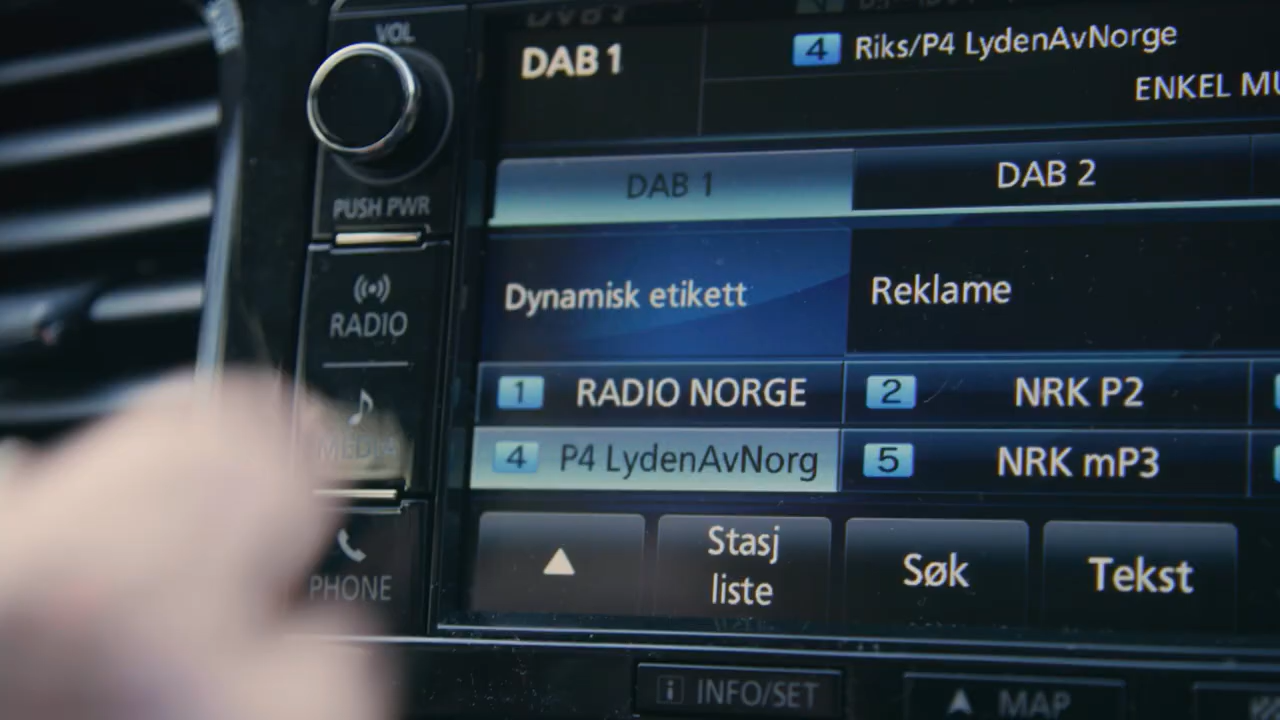 VOL
PUSH PWR
RADIO
MEDIA
PHONE
DAB 1
4 Riks/P4 LydenAvNorge
ENKEL MU
DAB 1
DAB 2
Dynamisk etikett
Reklame
1 RADIO NORGE
2 NRK P2
4 P4 LydenAvNorg
5 NRK mP3
Stasj
liste
Søk
Tekst
INFO/SET
MAP